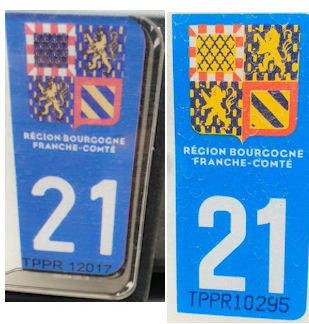 RÉGION BOURGOGNE
FRANCHE-COMTÉ
21
TPPR 12017
RÉGION BOURGOGNE
FRANCHE-COMTÉ
21
TPPR10295